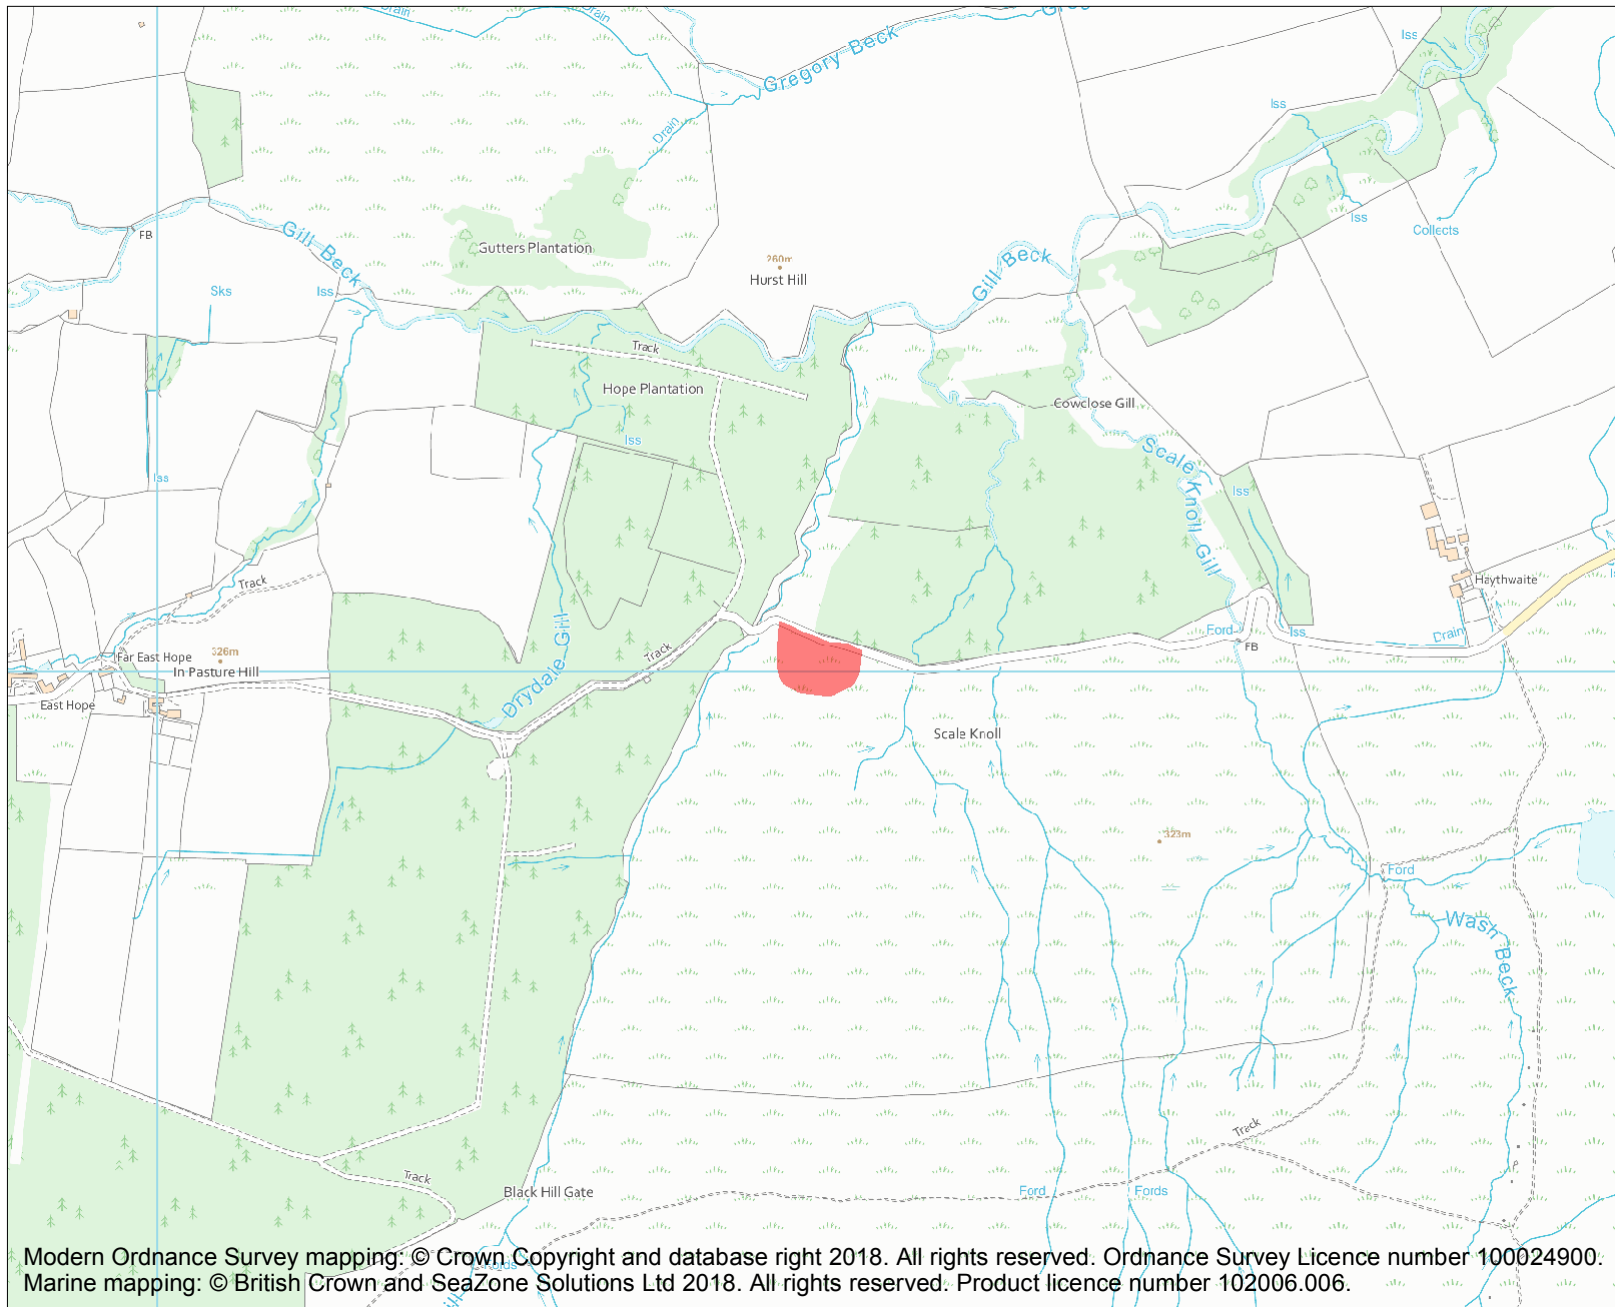 Drain
Drain
Greg
Gregory Beck
Iss
Iss
Drain
Iss
Collects
FB
Gill Beck
Gutters Plantation
260m
Hurst Hill
Gill Beck
Sks
Iss
Track
Hope Plantation
Cowclose Gill
Iss
Scale Knoll Gill
Iss
Iss
Track
Haythwaite
Drydale Gill
Track
Ford
Iss
Drain
FB
Far East Hope
326m
In Pasture Hill
East Hope
Scale Knoll
323m
Ford
Wash Beck
Track
Track
Black Hill Gate
Ford
Fords
Fords
Modern Ordnance Survey mapping: © Crown Copyright and database right 2018. All rights reserved. Ordnance Survey Licence number 100024900.
Marine mapping: © British Crown and SeaZone Solutions Ltd 2018. All rights reserved. Product licence number 102006.006.